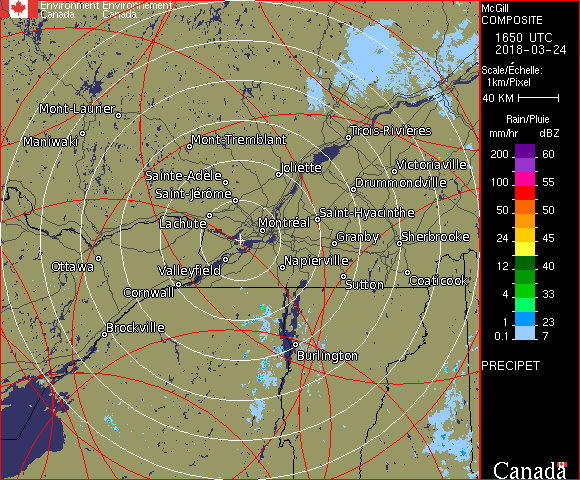 Environment Environnement
Canada Canada
McGill
COMPOSITE
1650 UTC
2018-03-24
Scale/Échelle:
1km/Pixel
40 KM
Rain/Pluie
mm/hr dBZ
200 60
150 57
100 55
50 50
24 45
12 40
4 33
1 23
0.1 7
PRECIPET
Canada
Mont-Laurier
Maniwaki
Mont-Tremblant
Trois-Rivières
Sainte-Adèle
Joliette
Victoriaville
Saint-Jérôme
Drummondville
Lachute
Montréal
Saint-Hyacinthe
Granby
Sherbrooke
Ottawa
Valleyfield
Napierville
Cornwall
Sutton
Coaticook
Brockville
Burlington